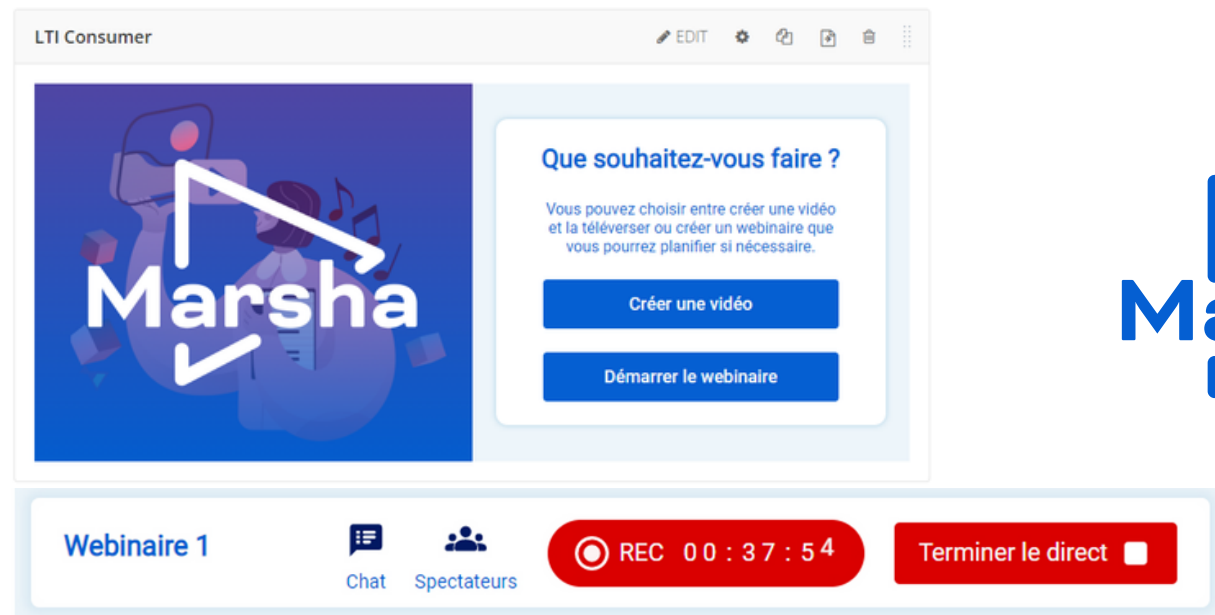 LTI Consumer
EDIT
Marsha
Que souhaitez-vous faire ?
Vous pouvez choisir entre créer une vidéo
et la téléverser ou créer un webinaire que
vous pourrez planifier si nécessaire.
Créer une vidéo
Démarrer le webinaire
Ma
Webinaire 1
Chat
Spectateurs
REC 00:37:54
Terminer le direct